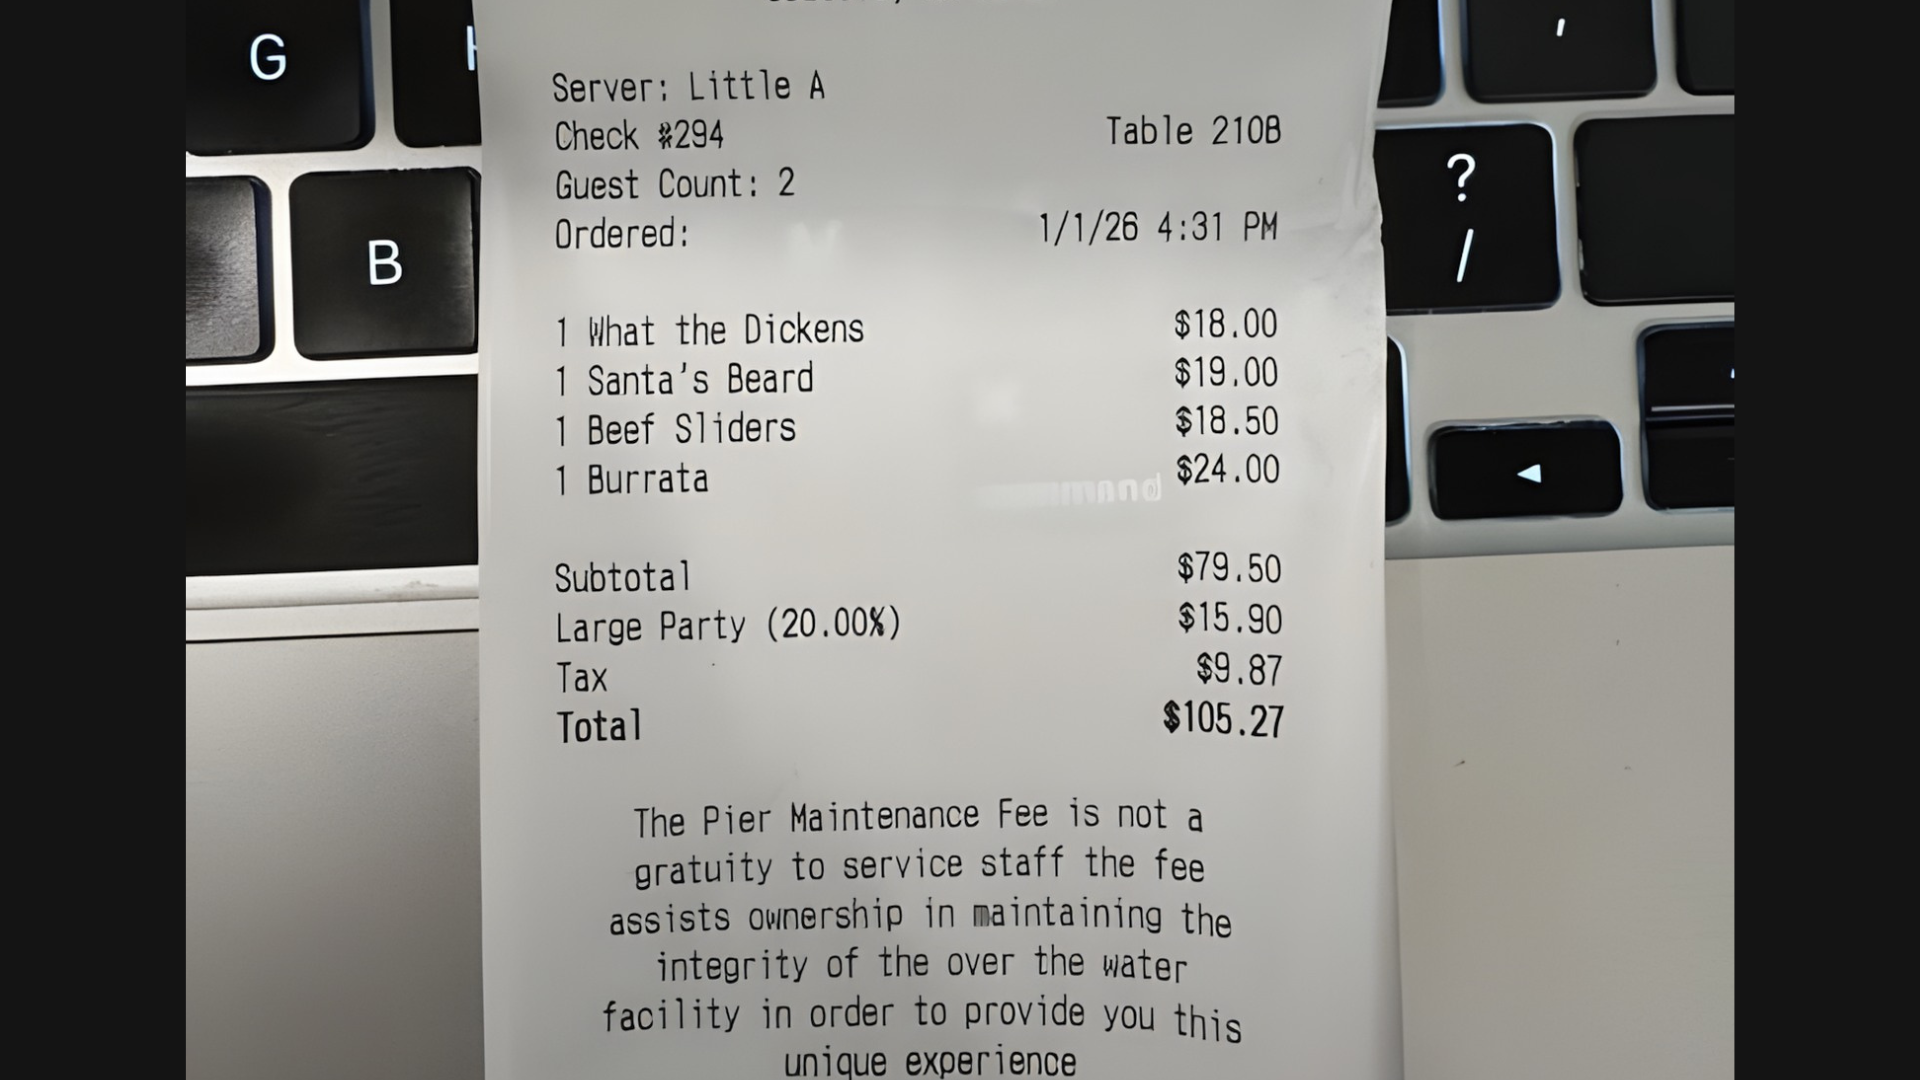 G
B
?
/
,
◄
Server: Little A
Check #294 Table 210B
Guest Count: 2
Ordered: 1/1/26 4:31 PM
1 What the Dickens $18.00
1 Santa's Beard $19.00
1 Beef Sliders $18.50
1 Burrata $24.00
Subtotal $79.50
Large Party (20.00%) $15.90
Tax $9.87
Total $105.27
The Pier Maintenance Fee is not a
gratuity to service staff the fee
assists ownership in maintaining the
integrity of the over the water
facility in order to provide you this
unique experience